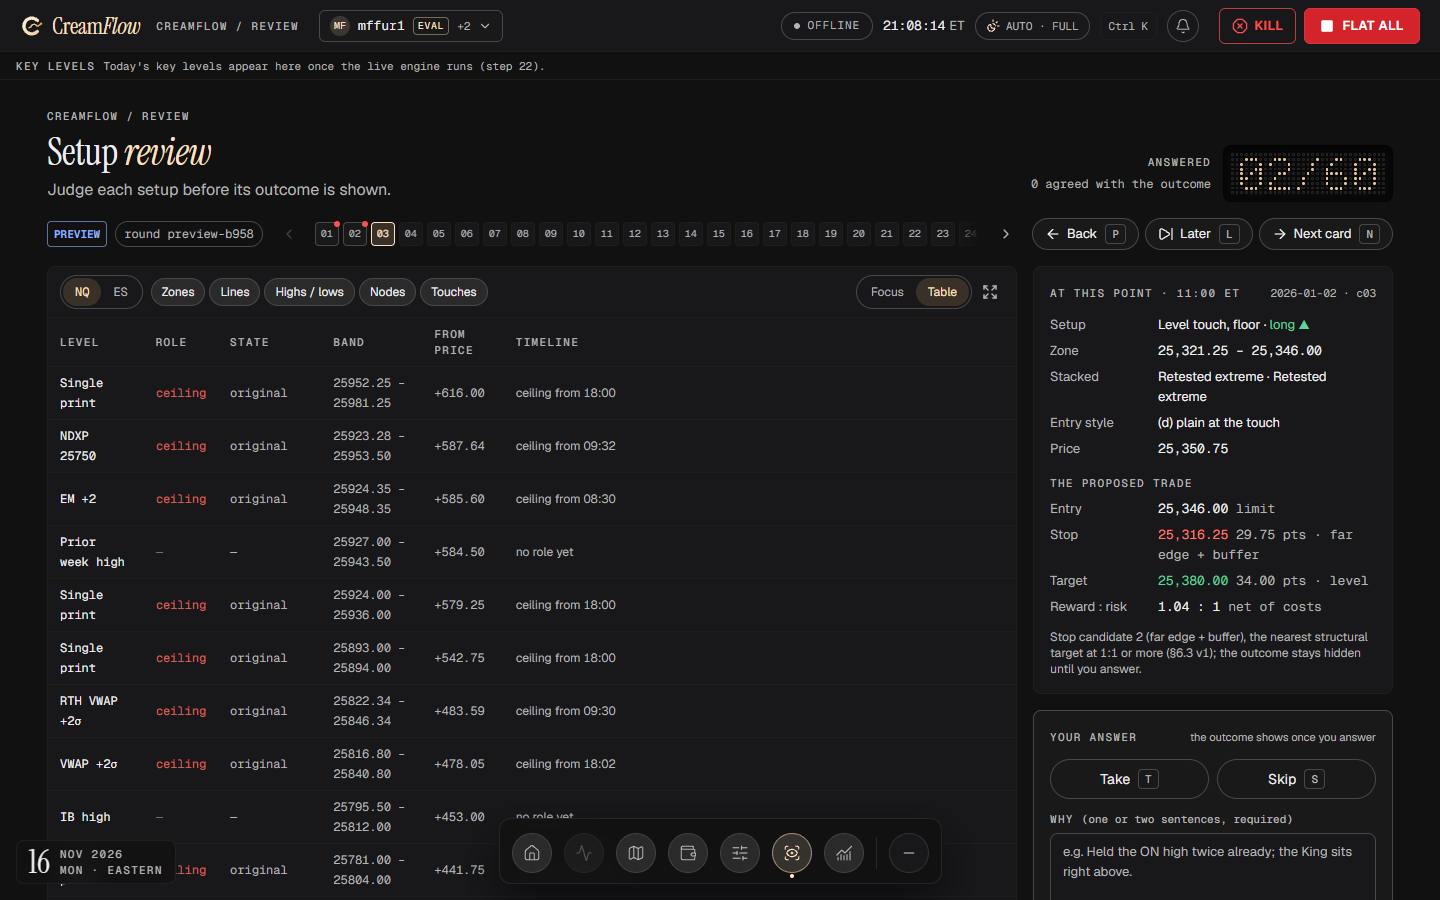 CreamFlow CREAMFLOW / REVIEW MF mffur1 EVAL +2 OFFLINE 21:08:14 ET AUTO · FULL Ctrl K KILL FLAT ALL
KEY LEVELS Today's key levels appear here once the live engine runs (step 22).
CREAMFLOW / REVIEW
Setup review
Judge each setup before its outcome is shown.
ANSWERED
0 agreed with the outcome
02/60
PREVIEW round preview-b958 01 02 03 04 05 06 07 08 09 10 11 12 13 14 15 16 17 18 19 20 21 22 23 24
Back P Later L Next card N
NQ ES Zones Lines Highs / lows Nodes Touches Focus Table
LEVEL ROLE STATE BAND FROM PRICE TIMELINE
Single print ceiling original 25952.25 – 25981.25 +616.00 ceiling from 18:00
NDXP 25750 ceiling original 25923.28 – 25953.50 +587.64 ceiling from 09:32
EM +2 ceiling original 25924.35 – 25948.35 +585.60 ceiling from 08:30
Prior week high – – 25927.00 – 25943.50 +584.50 no role yet
Single print ceiling original 25924.00 – 25936.00 +579.25 ceiling from 18:00
Single print ceiling original 25893.00 – 25894.00 +542.75 ceiling from 18:00
RTH VWAP +2σ ceiling original 25822.34 – 25846.34 +483.59 ceiling from 09:30
VWAP +2σ ceiling original 25816.80 – 25840.80 +478.05 ceiling from 18:02
IB high – – 25795.50 – 25812.00 +453.00 no role yet
ceiling original 25781.00 – 25804.00 +441.75
16 NOV 2026
MON · EASTERN
AT THIS POINT · 11:00 ET 2026-01-02 · c03
Setup Level touch, floor · long ▲
Zone 25,321.25 – 25,346.00
Stacked Retested extreme · Retested
extreme
Entry style (d) plain at the touch
Price 25,350.75
THE PROPOSED TRADE
Entry 25,346.00 limit
Stop 25,316.25 29.75 pts · far
edge + buffer
Target 25,380.00 34.00 pts · level
Reward : risk 1.04 : 1 net of costs
Stop candidate 2 (far edge + buffer), the nearest structural
target at 1:1 or more (§6.3 v1); the outcome stays hidden
until you answer.
YOUR ANSWER the outcome shows once you answer
Take T Skip S
WHY (one or two sentences, required)
e.g. Held the ON high twice already; the King sits
right above.